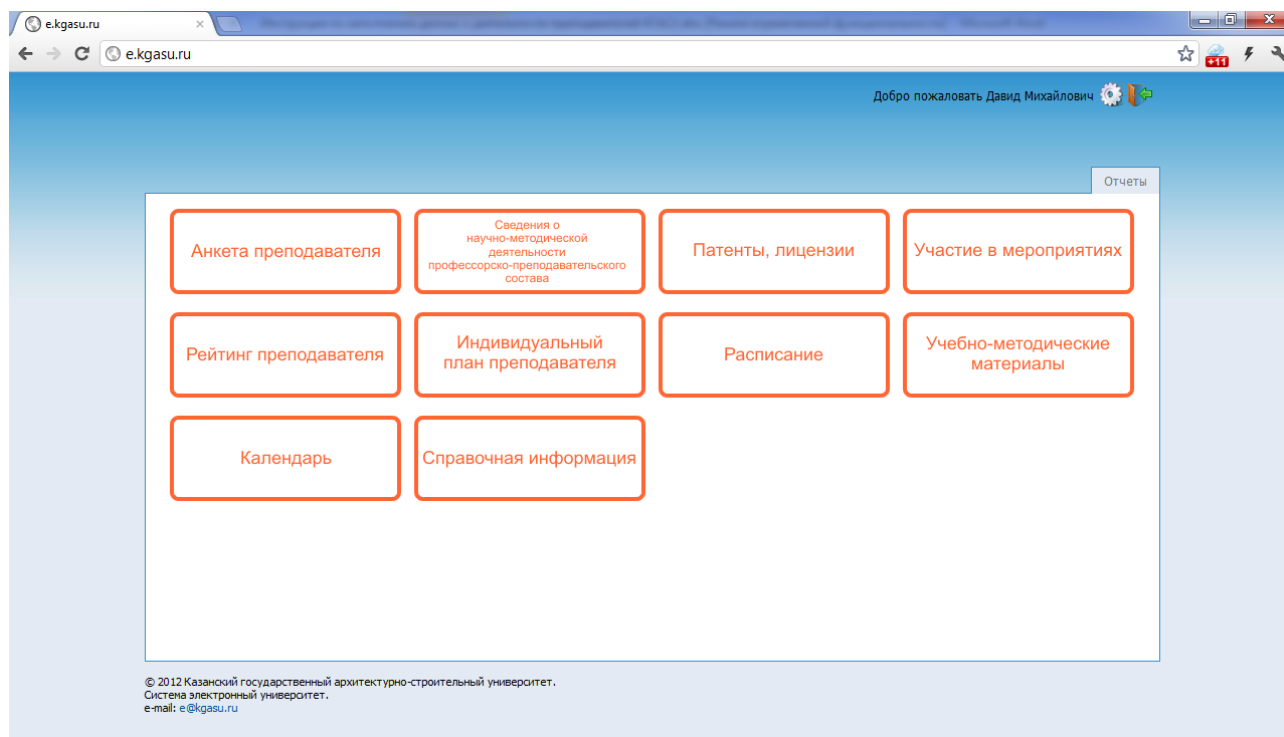 e.kgasu.ru
e.kgasu.ru
+11
Добро пожаловать Давид Михайлович
Отчеты
Анкета преподавателя
Сведения о
научно-методической
деятельности
профессорско-преподавательского
состава
Патенты, лицензии
Участие в мероприятиях
Рейтинг преподавателя
Индивидуальный
план преподавателя
Расписание
Учебно-методические
материалы
Календарь
Справочная информация
© 2012 Казанский государственный архитектурно-строительный университет.
Система электронный университет.
e-mail: e@kgasu.ru